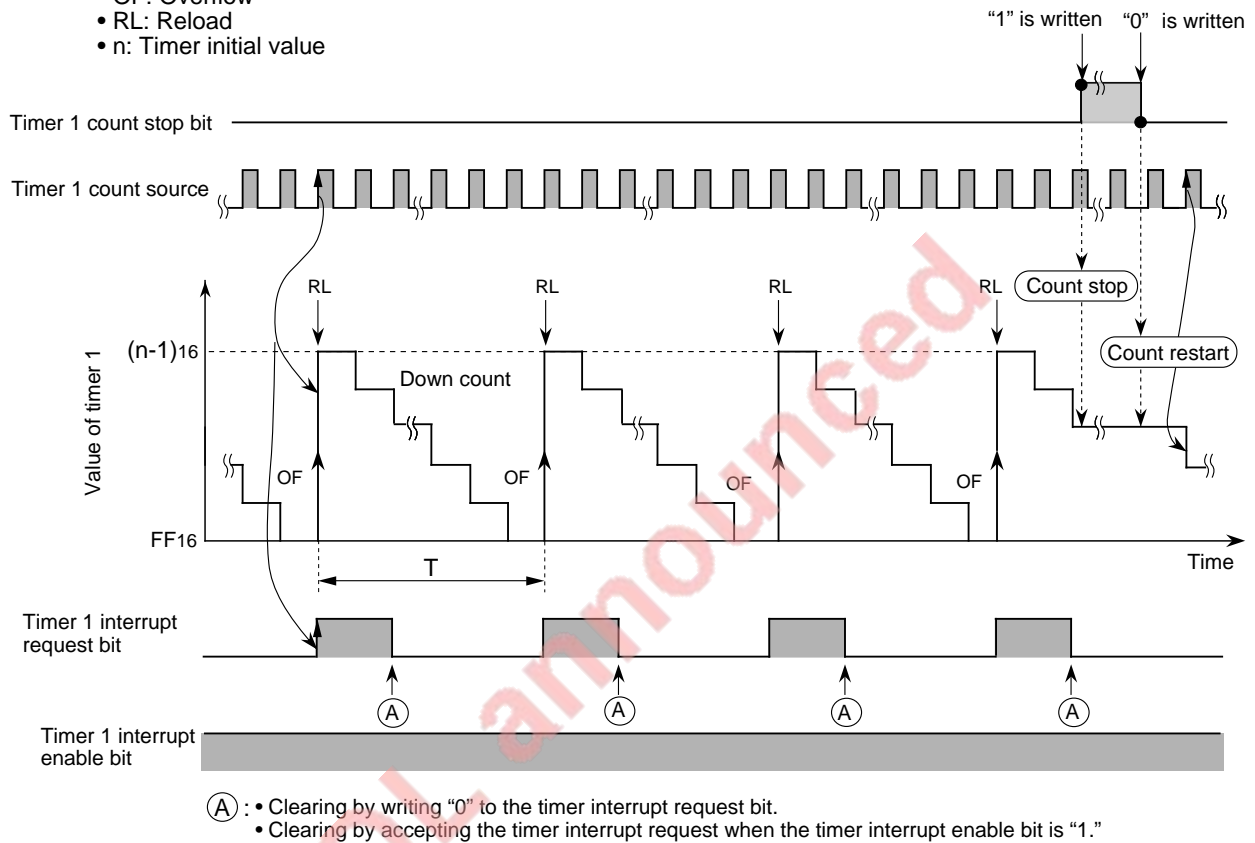 • RL: Reload
• n: Timer initial value
“1” is written “0” is written
Timer 1 count stop bit
Timer 1 count source
RL RL RL RL
Count stop
(n-1)16
Count restart
Down count
Value of timer 1
OF OF OF OF
FF16
Time
T
Timer 1 interrupt
request bit
A A A A
Timer 1 interrupt
enable bit
A : • Clearing by writing “0” to the timer interrupt request bit.
• Clearing by accepting the timer interrupt request when the timer interrupt enable bit is “1.”
announced